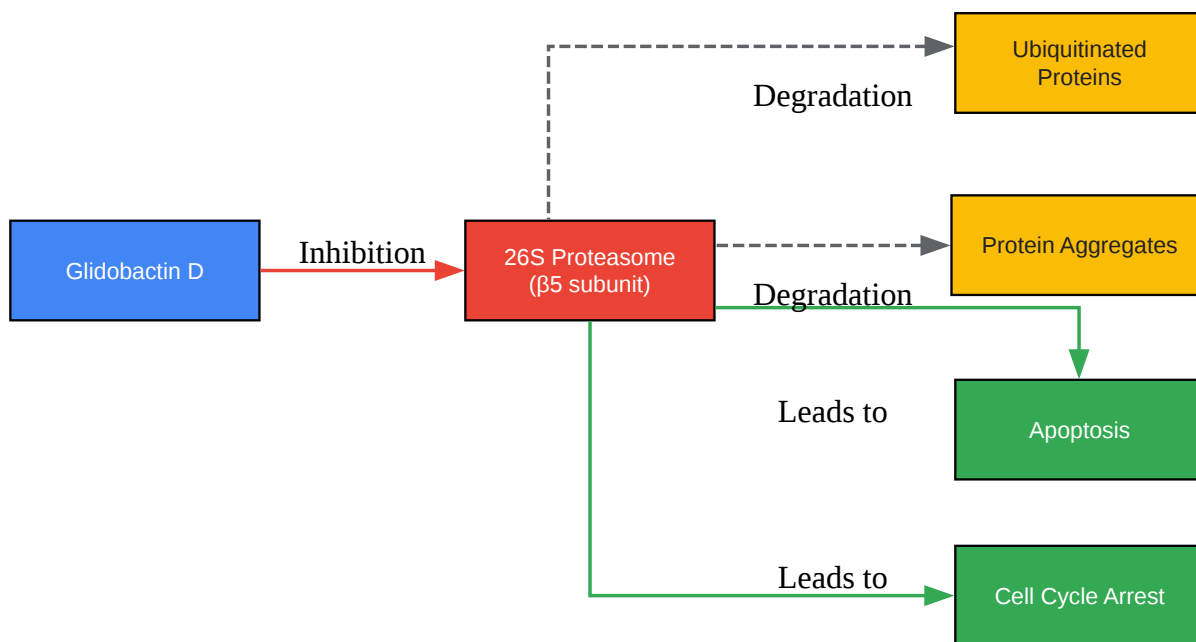 Ubiquitinated
Proteins
Degradation
Glidobactin D
Inhibition
26S Proteasome
(β5 subunit)
Protein Aggregates
Degradation
Leads to
Apoptosis
Leads to
Cell Cycle Arrest